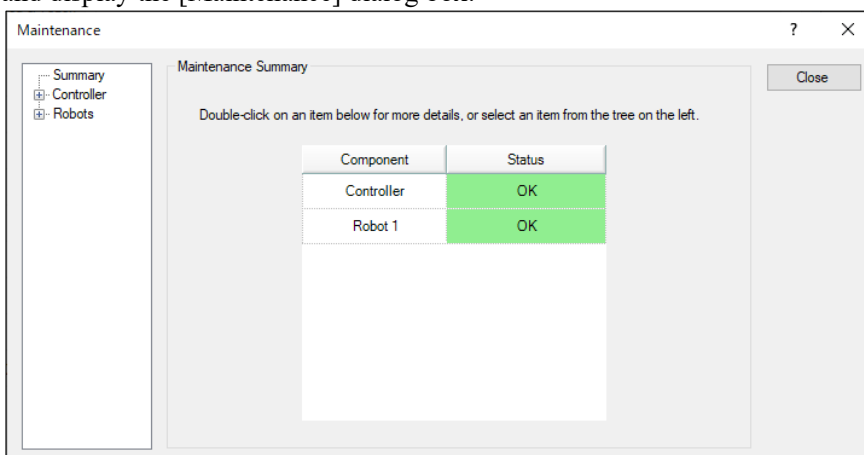 and display the [Maintenance] dialog box.
Maintenance ? ×
Summary
Controller
Robots
Maintenance Summary
Close
Double-click on an item below for more details, or select an item from the tree on the left.
Component Status
Controller OK
Robot 1 OK